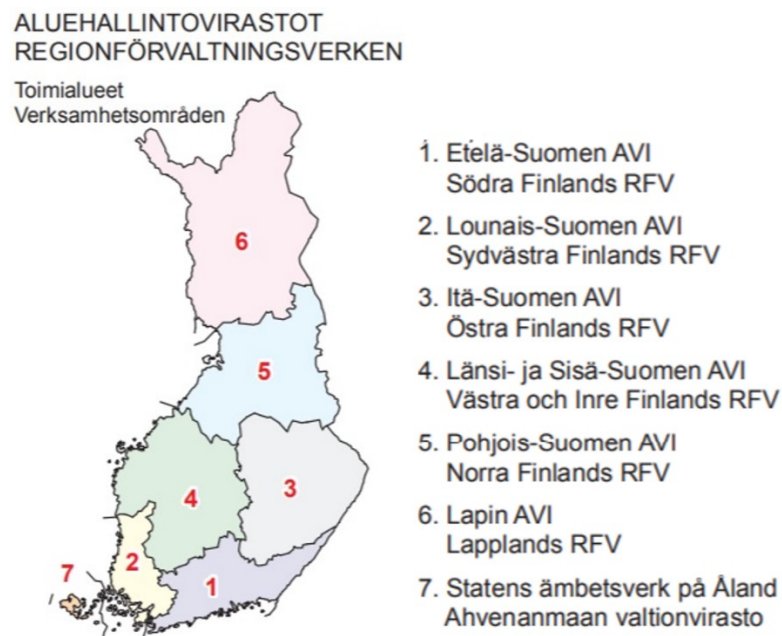 ALUEHALLINTOVIRASTOT
REGIONFÖRVALTNINGSVERKEN
Toimialueet
Verksamhetsområden
1. Etelä-Suomen AVI
Södra Finlands RFV
2. Lounais-Suomen AVI
Sydvästra Finlands RFV
3. Itä-Suomen AVI
Östra Finlands RFV
4. Länsi- ja Sisä-Suomen AVI
Västra och Inre Finlands RFV
5. Pohjois-Suomen AVI
Norra Finlands RFV
6. Lapin AVI
Lapplands RFV
7. Statens ämbetsverk på Åland
Ahvenanmaan valtionvirasto
6
5
4
3
2
7
1